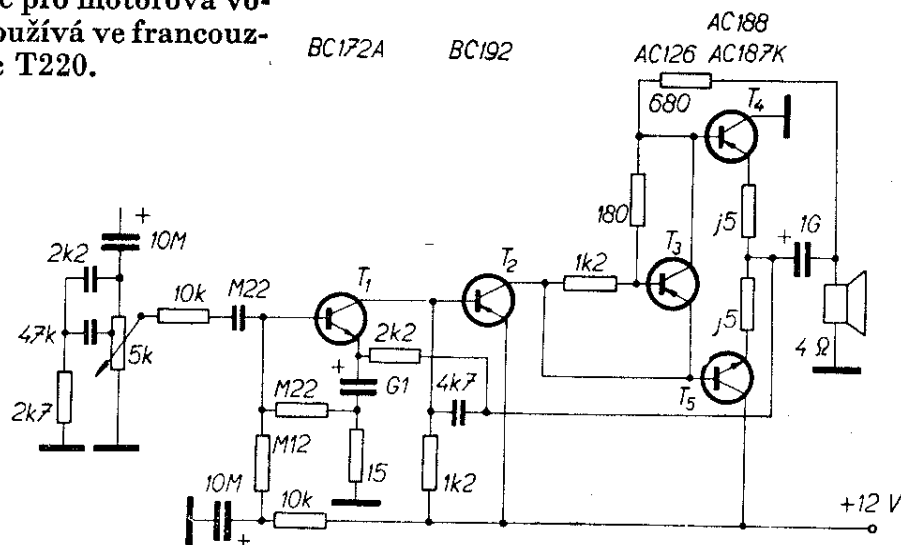 c pro motorová vo-
oužívá ve francouz-
c T220.
BC172A
BC192
AC188
AC126 AC187K
680
T4
180
j5
1G
+
T3
+
10M
2k2
10k
M22
T1
T2
1k2
47k
5k
2k2
j5
4 Ω
+
M22
G1
4k7
T5
2k7
M12
15
1k2
10M
10k
+
+12 V